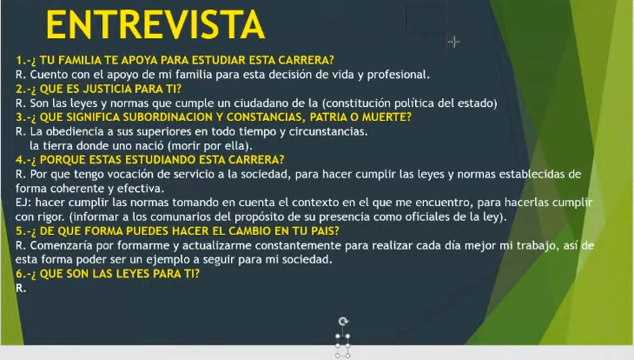 ENTREVISTA
1.-¿ TU FAMILIA TE APOYA PARA ESTUDIAR ESTA CARRERA?
R. Cuento con el apoyo de mi familia para esta decisión de vida y profesional.
2.-¿ QUE ES JUSTICIA PARA TI?
R. Son las leyes y normas que cumple un ciudadano de la (constitución política del estado)
3.-¿ QUE SIGNIFICA SUBORDINACION Y CONSTANCIAS, PATRIA O MUERTE?
R. La obediencia a sus superiores en todo tiempo y circunstancias.
la tierra donde uno nació (morir por ella).
4.-¿ PORQUE ESTAS ESTUDIANDO ESTA CARRERA?
R. Por que tengo vocación de servicio a la sociedad, para hacer cumplir las leyes y normas establecidas de
forma coherente y efectiva.
EJ: hacer cumplir las normas tomando en cuenta el contexto en el que me encuentro, para hacerlas cumplir
con rigor. (informar a los comunarios del propósito de su presencia como oficiales de la ley).
5.-¿ DE QUE FORMA PUEDES HACER EL CAMBIO EN TU PAIS?
R. Comenzaría por formarme y actualizarme constantemente para realizar cada día mejor mi trabajo, así de
esta forma poder ser un ejemplo a seguir para mi sociedad.
6.-¿ QUE SON LAS LEYES PARA TI?
R.